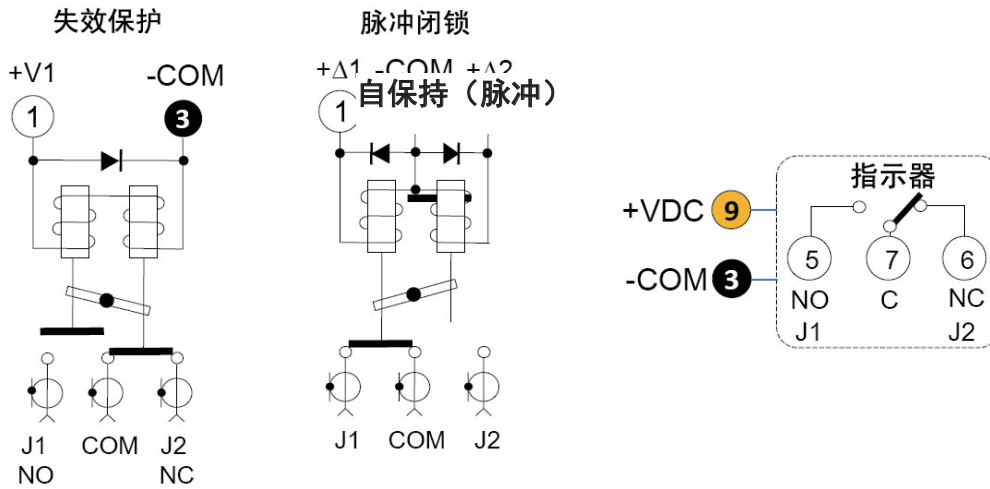 失效保护
+V1 -COM
1 3
J1 COM J2
NO NC
脉冲闭锁
自保持（脉冲）
1
J1 COM J2
指示器
+VDC 9
-COM 3
5 7 6
NO C NC
J1 J2